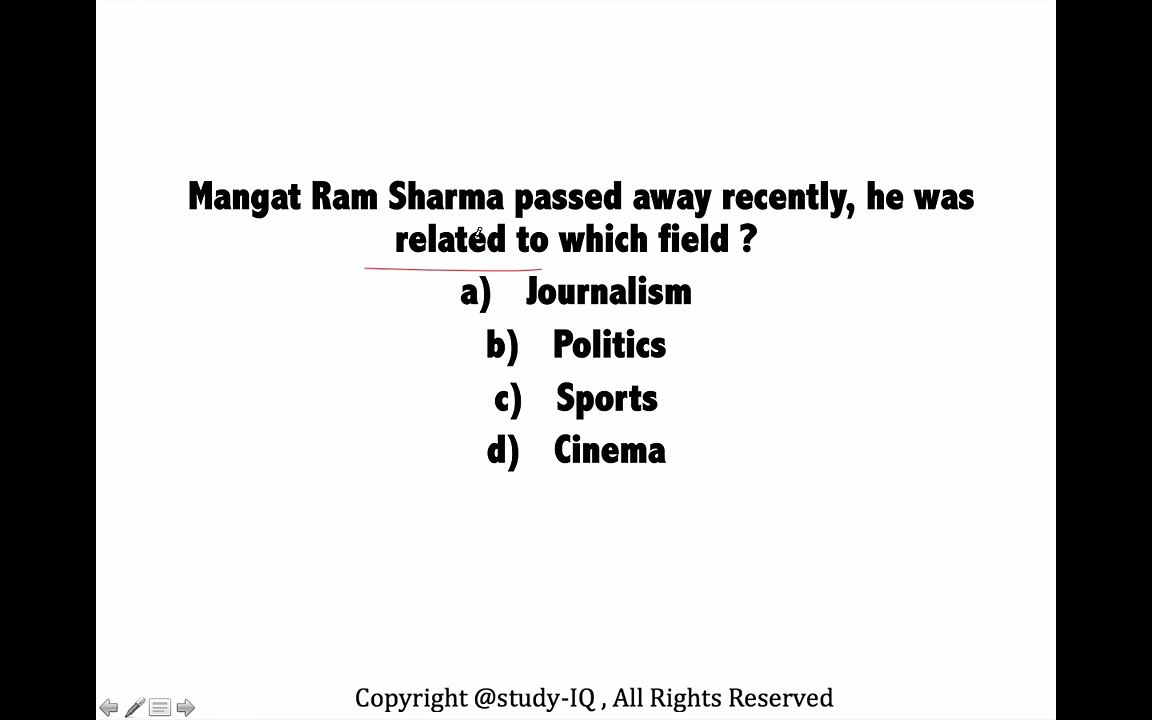 Mangat Ram Sharma passed away recently, he was
related to which field ?
a) Journalism
b) Politics
c) Sports
d) Cinema
Copyright @study-IQ , All Rights Reserved